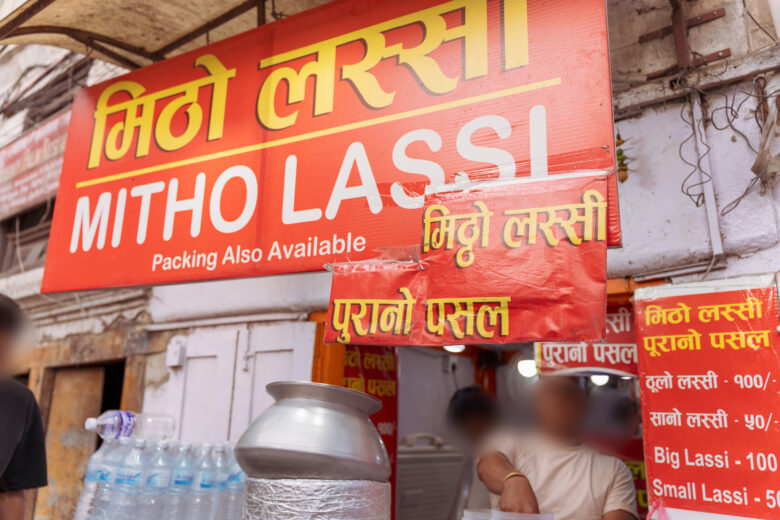 मिठो लस्सी
MITHO LASSI
Packing Also Available
मिठ्ठो लस्सी
पुरानो पसल
पुरानो पसल
मिठो लस्सी
पूरानो पसल
ठूलो लस्सी - १००/-
सानो लस्सी - ५०/-
Big Lassi - 100
Small Lassi - 50